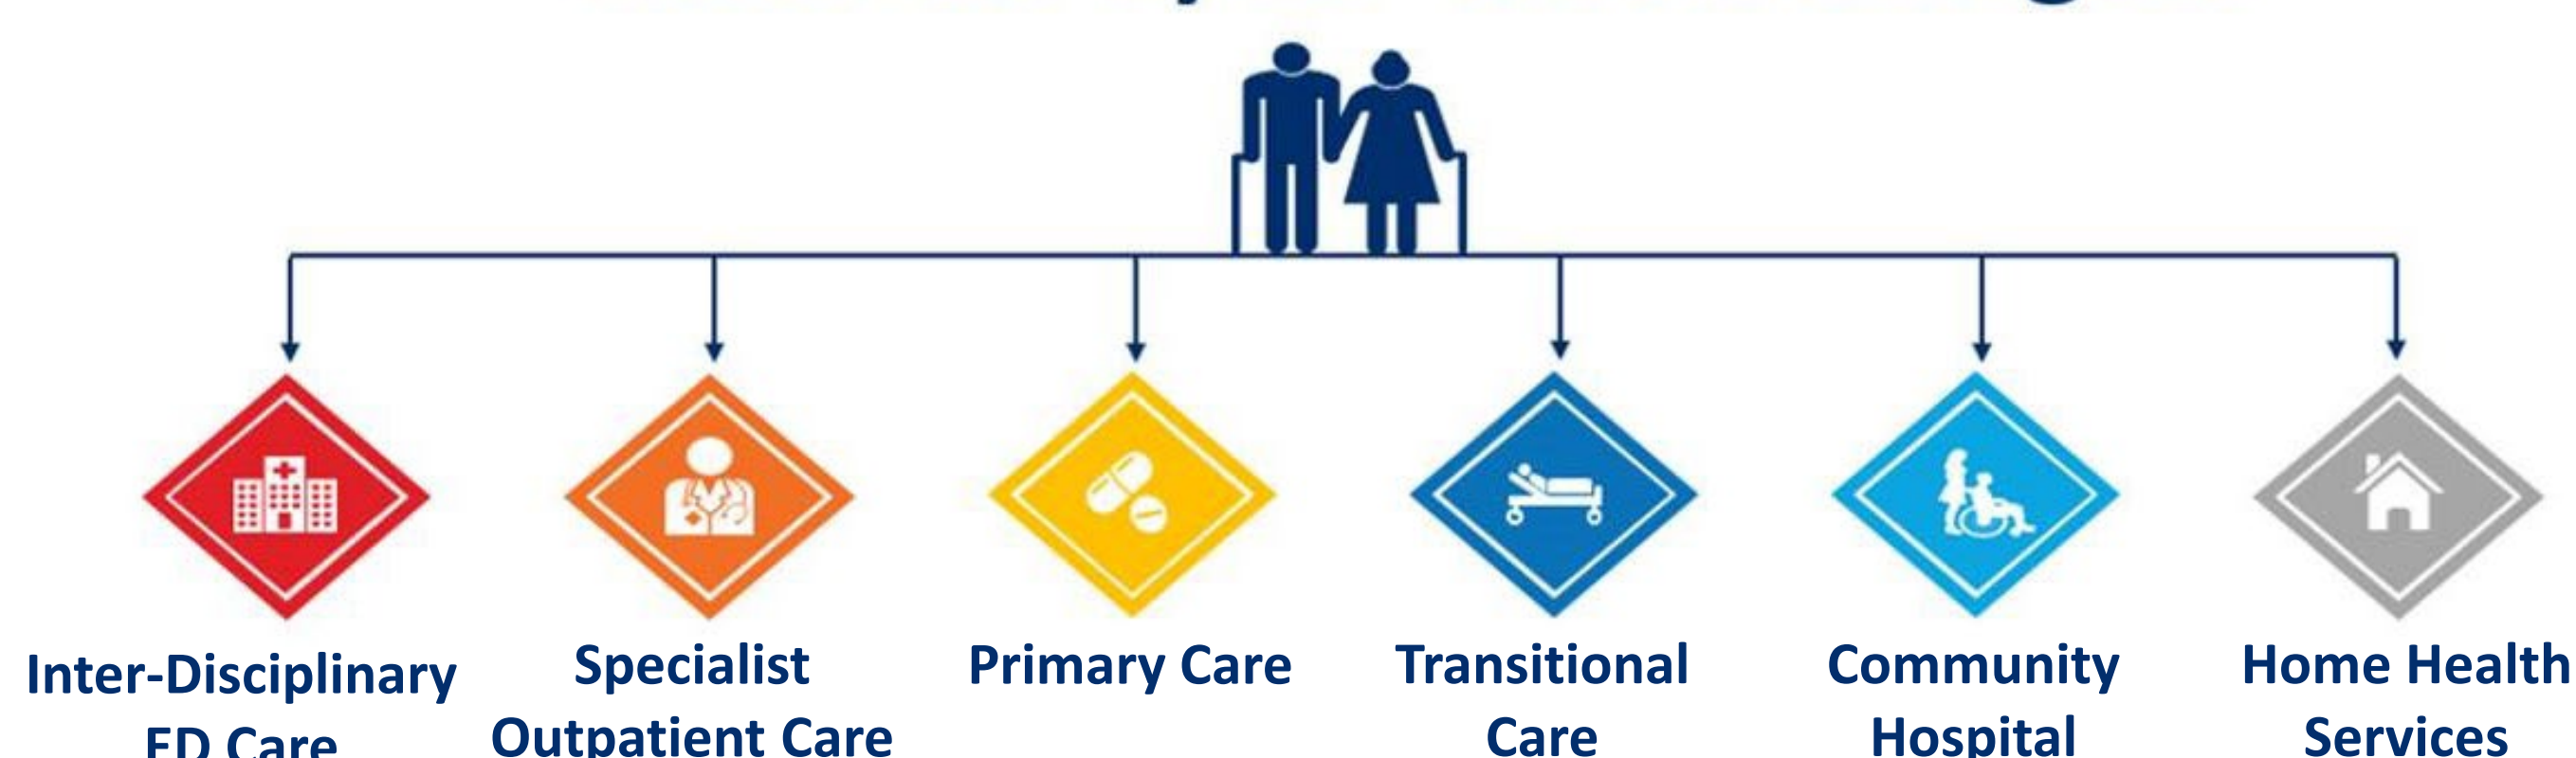 Inter-Disciplinary
ED Care
Specialist
Outpatient Care
Primary Care
Transitional
Care
Community
Hospital
Home Health
Services